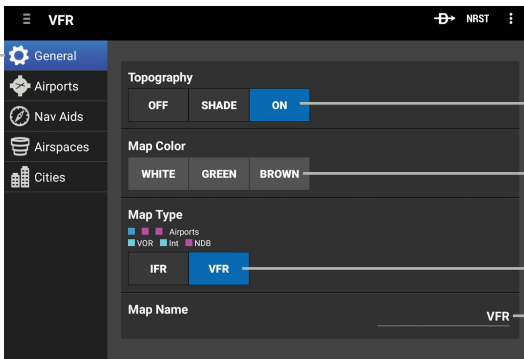 VFR
NRST
General
Airports
Nav Aids
Airspaces
Cities
Topography
OFF SHADE ON
Map Color
WHITE GREEN BROWN
Map Type
Airports
VOR Int NDB
IFR VFR
Map Name
VFR